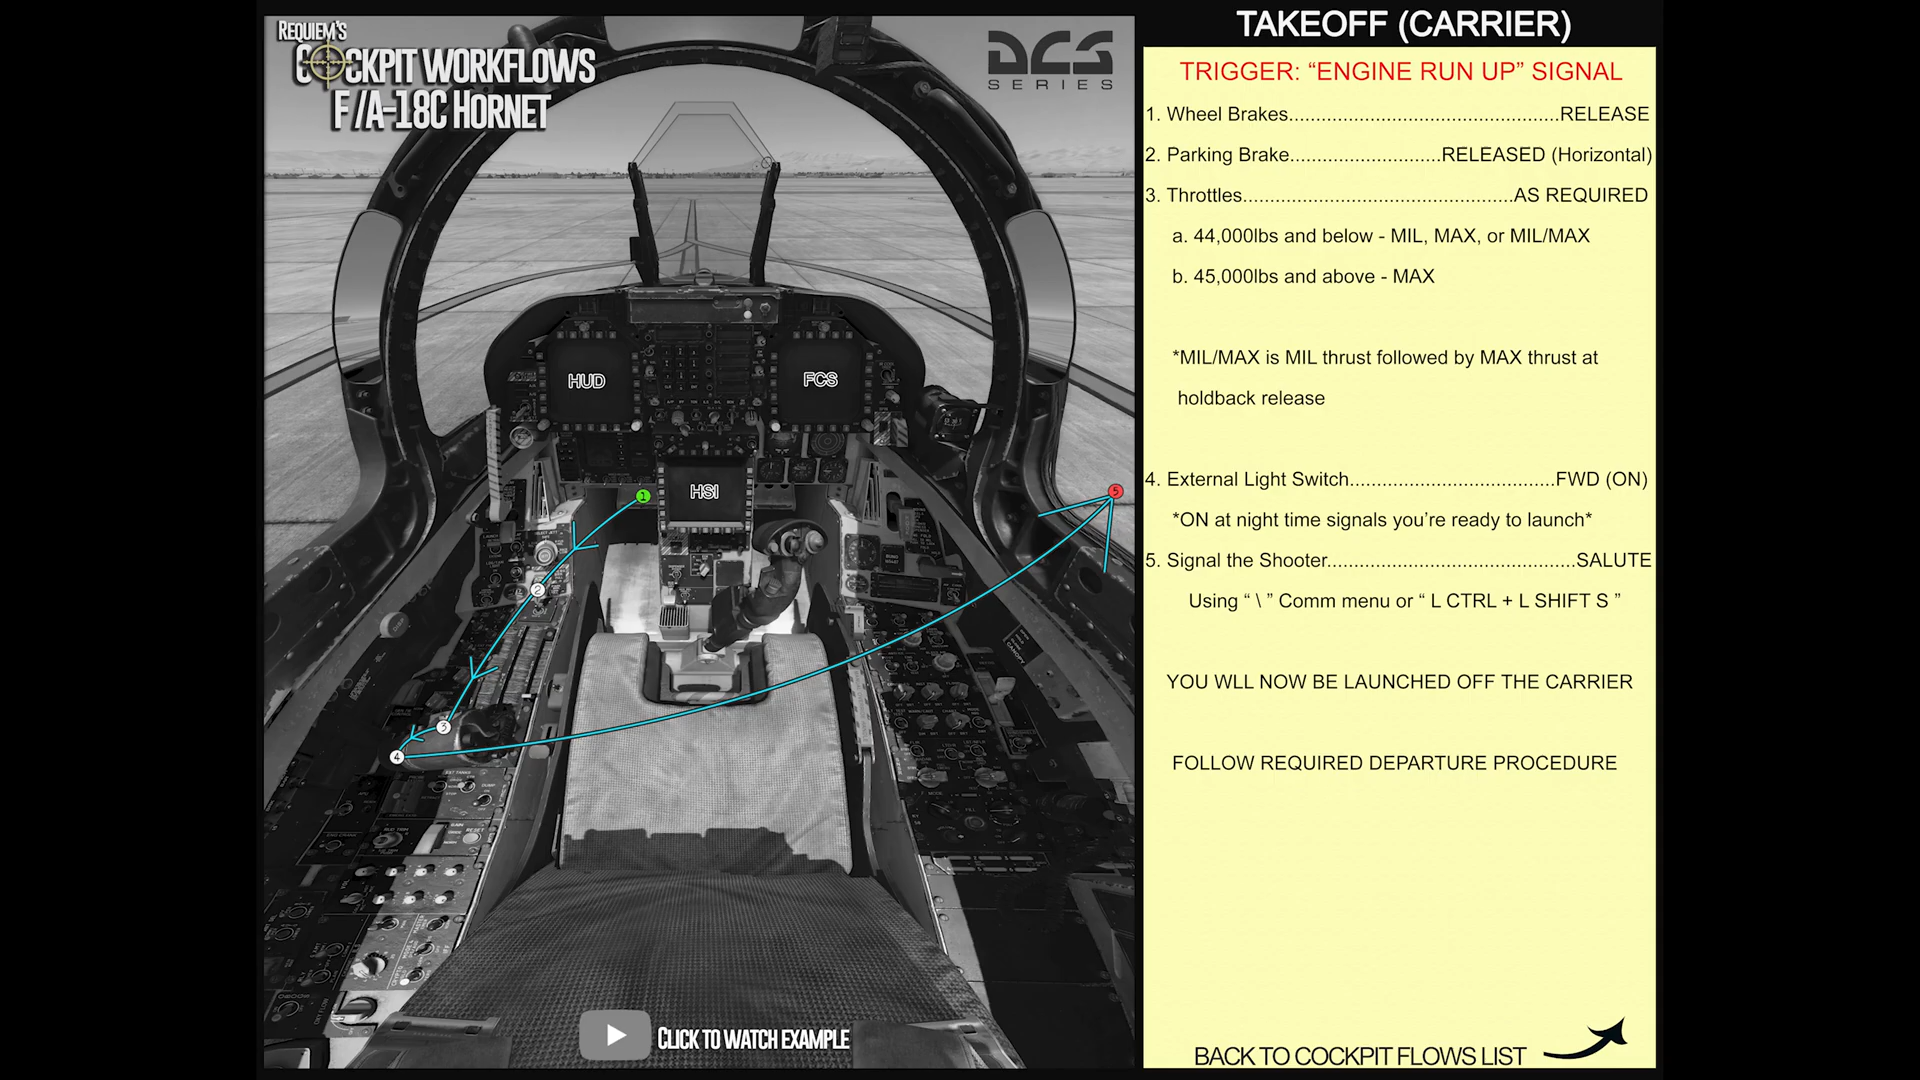 REQUIEM'S
COCKPIT WORKFLOWS
F/A-18C HORNET
DCS
SERIES
HUD
FCS
HSI
1
2
3
4
5
CLICK TO WATCH EXAMPLE
TAKEOFF (CARRIER)
TRIGGER: “ENGINE RUN UP” SIGNAL
1. Wheel Brakes..................................................RELEASE
2. Parking Brake...........................RELEASED (Horizontal)
3. Throttles..................................................AS REQUIRED
a. 44,000lbs and below - MIL, MAX, or MIL/MAX
b. 45,000lbs and above - MAX
*MIL/MAX is MIL thrust followed by MAX thrust at
holdback release
4. External Light Switch......................................FWD (ON)
*ON at night time signals you’re ready to launch*
5. Signal the Shooter..............................................SALUTE
Using “ \ ” Comm menu or “ L CTRL + L SHIFT S ”
YOU WLL NOW BE LAUNCHED OFF THE CARRIER
FOLLOW REQUIRED DEPARTURE PROCEDURE
BACK TO COCKPIT FLOWS LIST